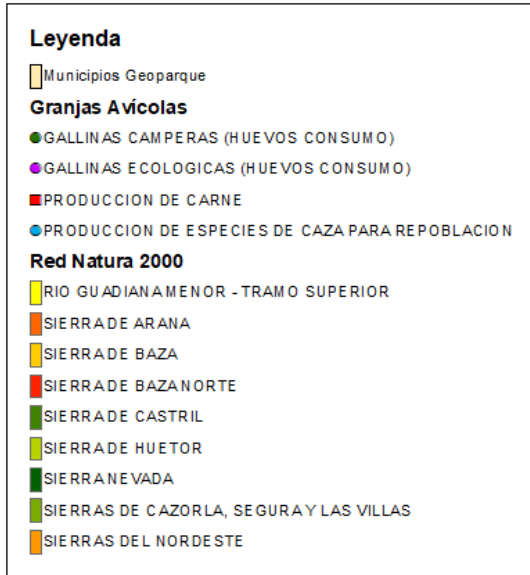 Leyenda
Municipios Geoparque
Granjas Avícolas
GALLINAS CAMPERAS (HUEVOS CONSUMO)
GALLINAS ECOLOGICAS (HUEVOS CONSUMO)
PRODUCCION DE CARNE
PRODUCCION DE ESPECIES DE CAZA PARA REPOBLACION
Red Natura 2000
RIO GUADIANA MENOR - TRAMO SUPERIOR
SIERRA DE ARANA
SIERRA DE BAZA
SIERRA DE BAZA NORTE
SIERRA DE CASTRIL
SIERRA DE HUETOR
SIERRA NEVADA
SIERRAS DE CAZORLA, SEGURA Y LAS VILLAS
SIERRAS DEL NORDESTE